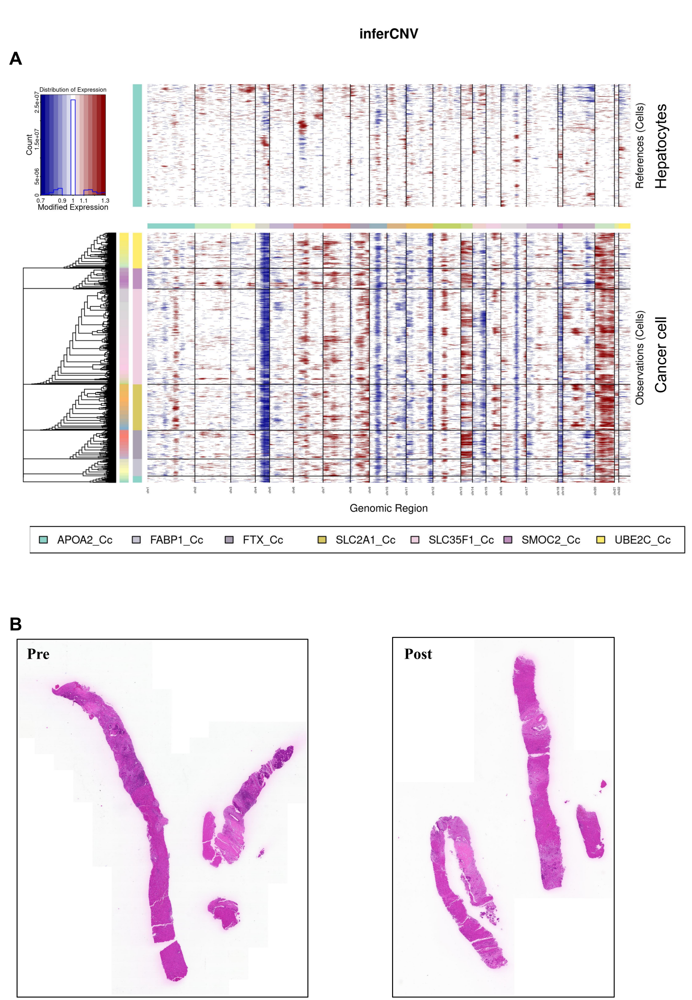 inferCNV
A
Distribution of Expression
Count
0 5e+06 1.5e+07 2.5e+07
0.7 0.9 1 1.1 1.3
Modified Expression
References (Cells)
Hepatocytes
Observations (Cells)
Cancer cell
chr1 chr2 chr3 chr4 chr5 chr6 chr7 chr8 chr9 chr10 chr11 chr12 chr13 chr14 chr15 chr16 chr17 chr18 chr19 chr20 chr21 chr22
Genomic Region
APOA2_Cc FABP1_Cc FTX_Cc SLC2A1_Cc SLC35F1_Cc SMOC2_Cc UBE2C_Cc
B
Pre
Post